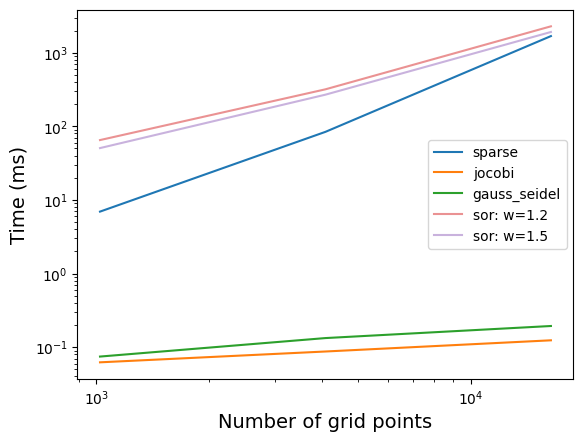 10³
10²
10¹
10⁰
10⁻¹
Time (ms)
sparse
jocobi
gauss_seidel
sor: w=1.2
sor: w=1.5
10³
10⁴
Number of grid points